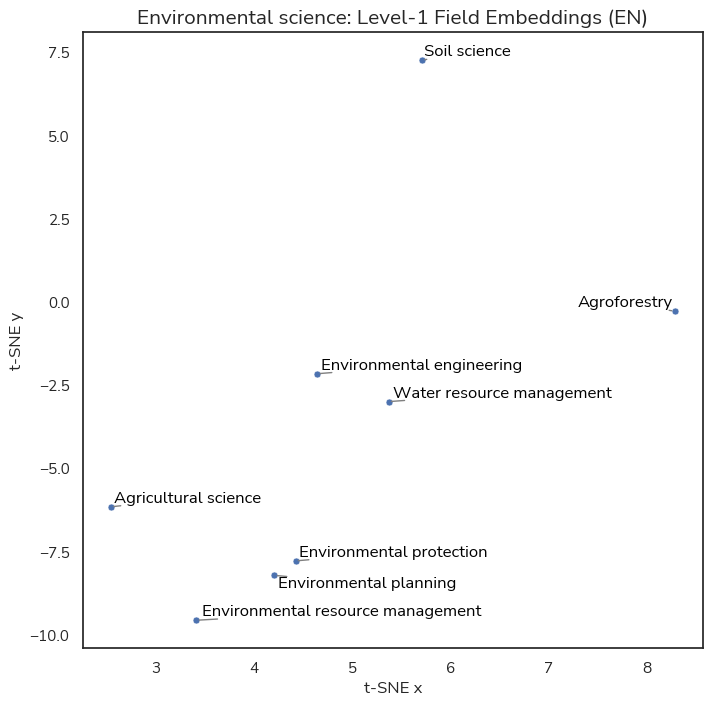 Environmental science: Level-1 Field Embeddings (EN)
7.5
5.0
2.5
0.0
−2.5
−5.0
−7.5
−10.0
t-SNE y
Soil science
Agroforestry
Environmental engineering
Water resource management
Agricultural science
Environmental protection
Environmental planning
Environmental resource management
3 4 5 6 7 8
t-SNE x